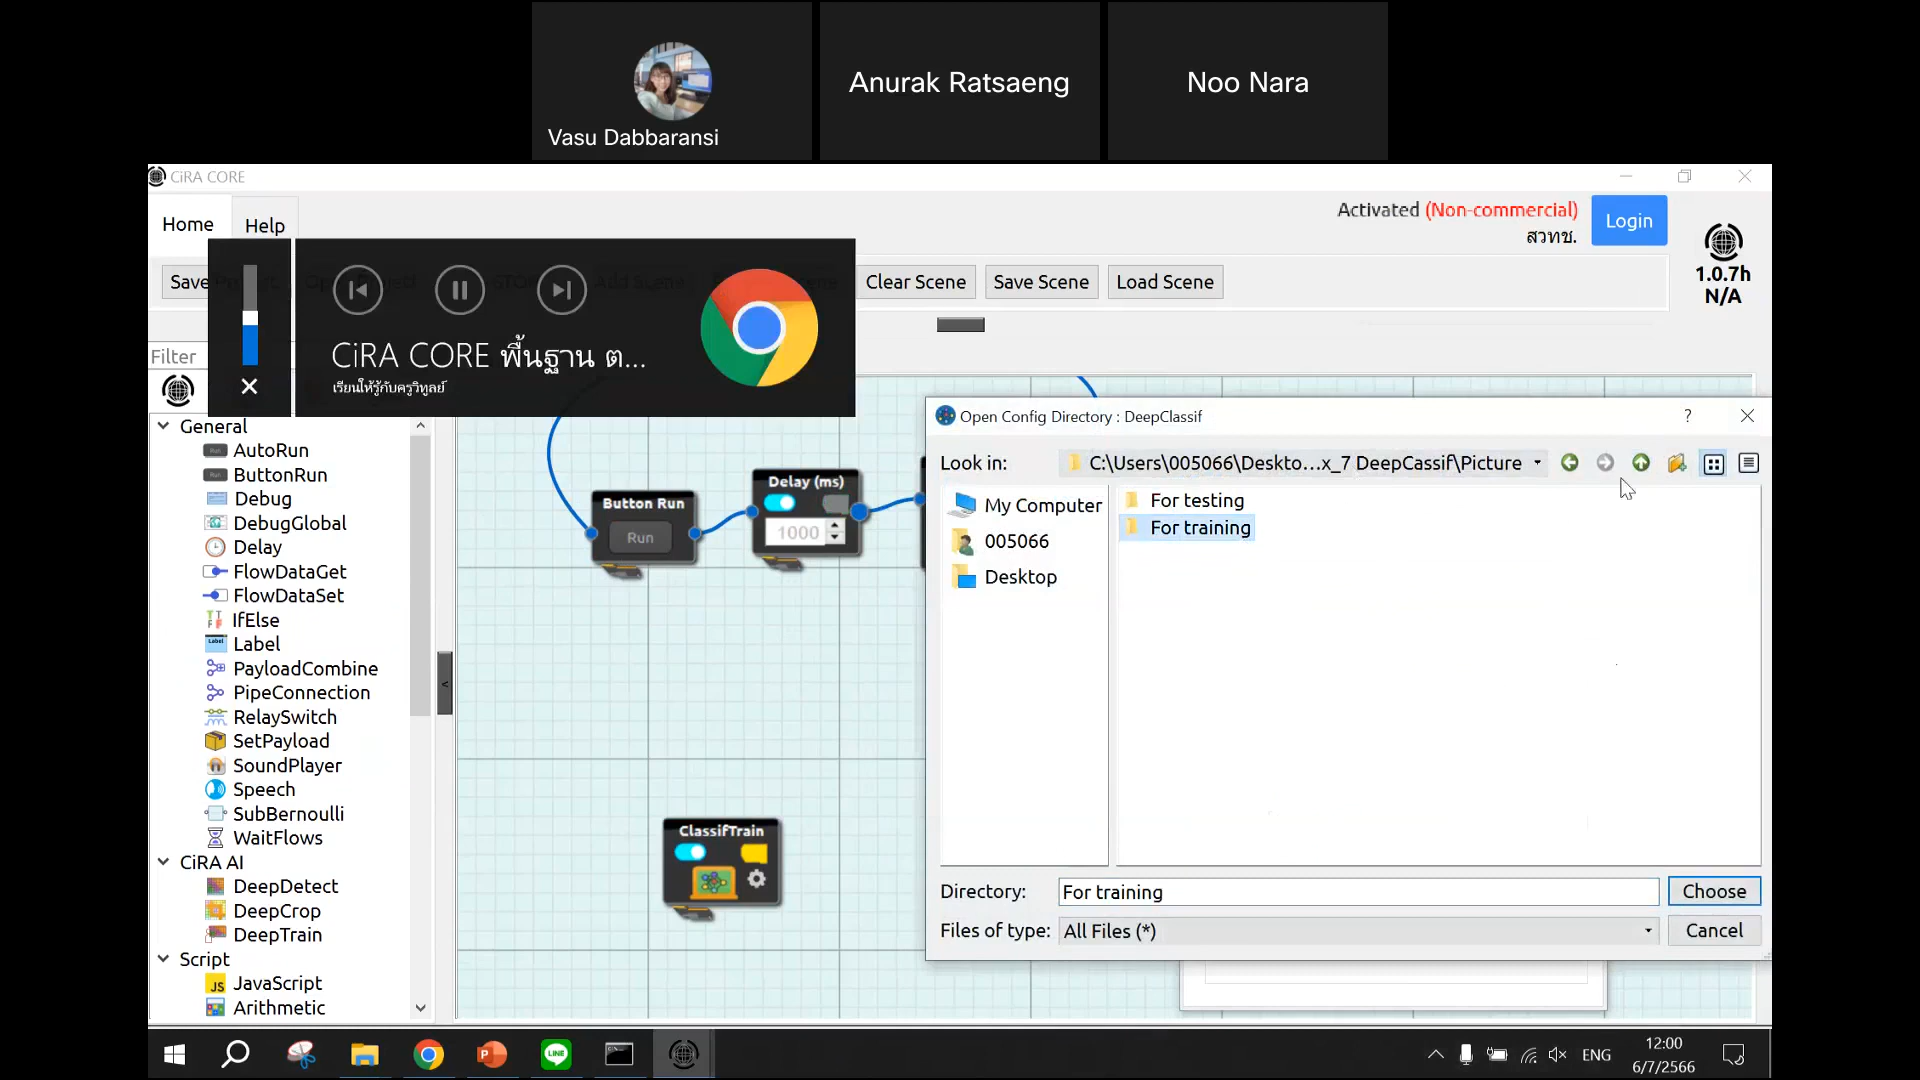 Vasu Dabbaransi
Anurak Ratsaeng
Noo Nara
CiRA CORE
Home
Help
Activated (Non-commercial)
สวทช.
Login
1.0.7h
N/A
Save
Clear Scene
Save Scene
Load Scene
CiRA CORE พื้นฐาน ต...
เรียนให้รู้กับครูวิทูลย์
Filter
General
AutoRun
ButtonRun
Debug
DebugGlobal
Delay
FlowDataGet
FlowDataSet
IfElse
Label
PayloadCombine
PipeConnection
RelaySwitch
SetPayload
SoundPlayer
Speech
SubBernoulli
WaitFlows
CiRA AI
DeepDetect
DeepCrop
DeepTrain
Script
JavaScript
Arithmetic
Button Run
Run
Delay (ms)
1000
ClassifTrain
Open Config Directory : DeepClassif
Look in:
C:\Users\005066\Deskto...x_7 DeepCassif\Picture
My Computer
005066
Desktop
For testing
For training
Directory:
For training
Choose
Files of type:
All Files (*)
Cancel
ENG
12:00
6/7/2566